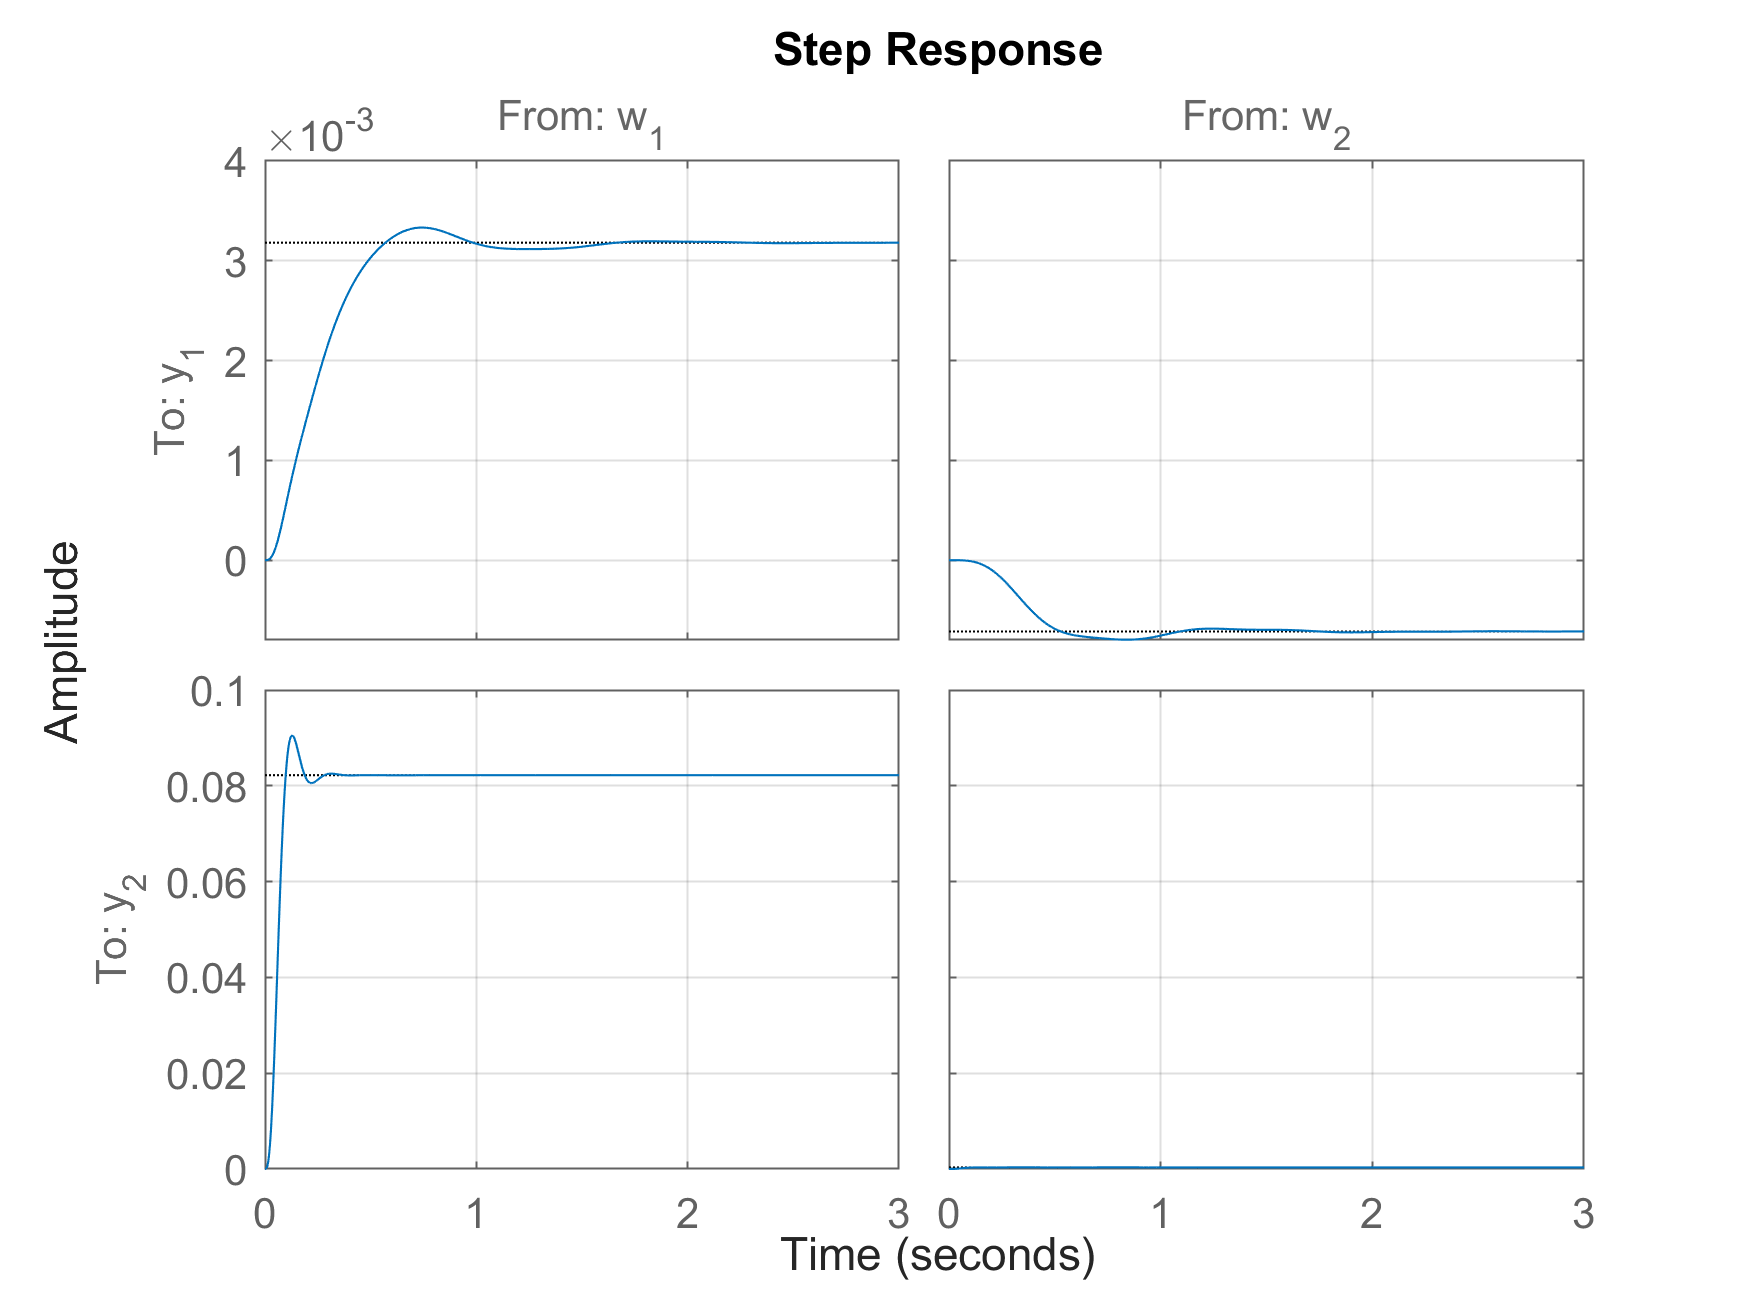 Step Response
From: w1
From: w2
×10-3
4
3
2
1
0
To: y1
Amplitude
0.1
0.08
0.06
0.04
0.02
0
To: y2
0 1 2 3
0 1 2 3
Time (seconds)